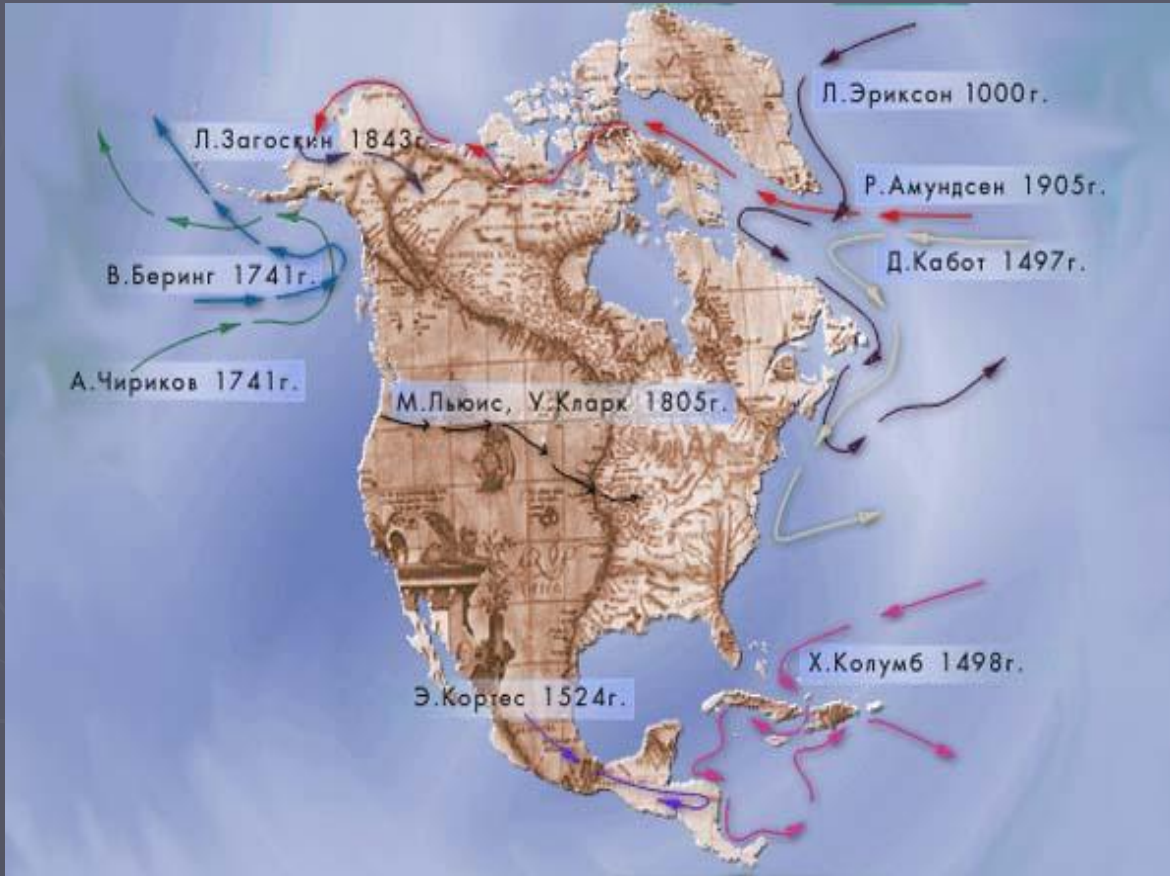 Л.Эриксон 1000г.
Л.Загоскин 1843г.
Р.Амундсен 1905г.
Д.Кабот 1497г.
В.Беринг 1741г.
А.Чириков 1741г.
М.Льюис, У.Кларк 1805г.
Х.Колумб 1498г.
Э.Кортес 1524г.